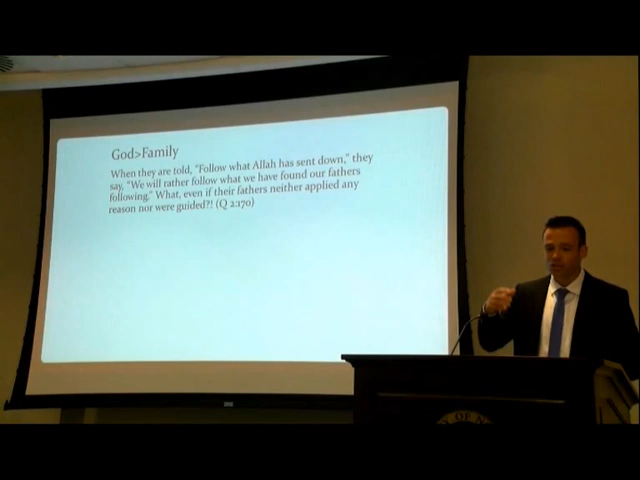 God>Family
When they are told, "Follow what Allah has sent down," they
say, "We will rather follow what we have found our fathers
following." What, even if their fathers neither applied any
reason nor were guided?! (Q 2:170)
Y OF N